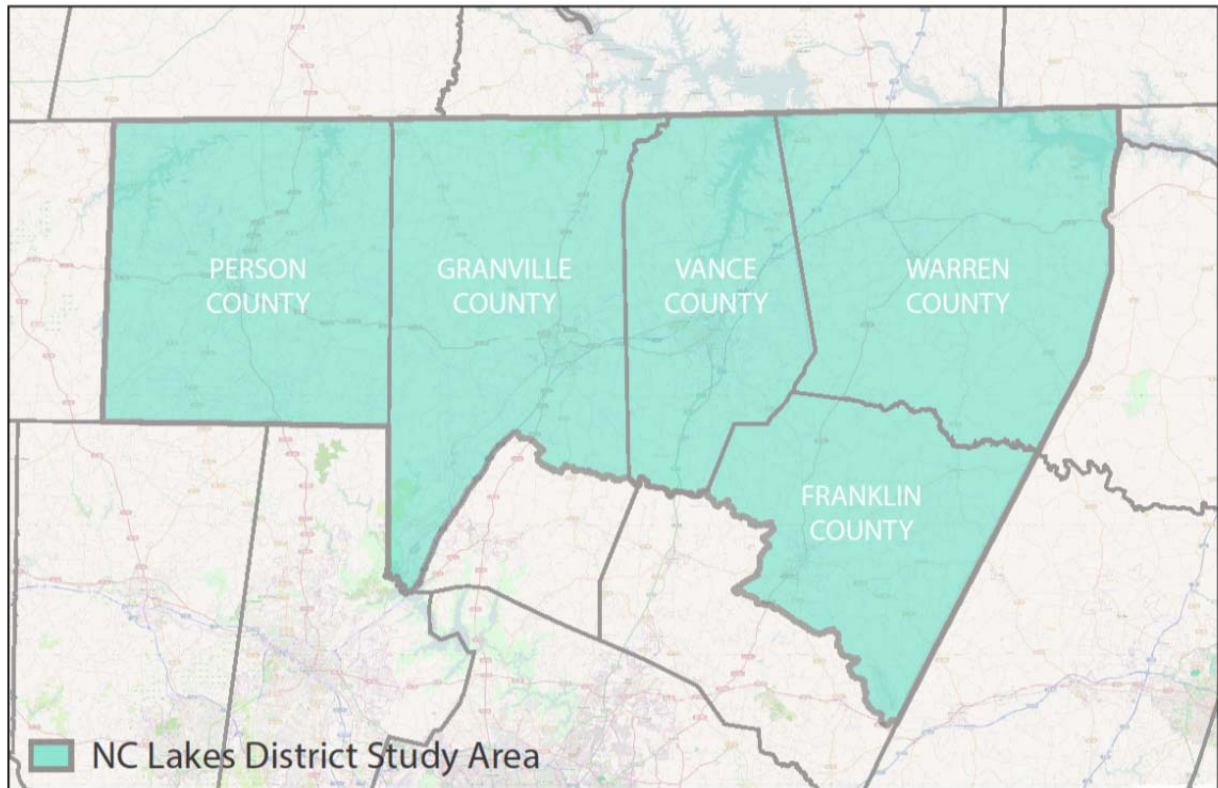 PERSON
COUNTY
GRANVILLE
COUNTY
VANCE
COUNTY
WARREN
COUNTY
FRANKLIN
COUNTY
NC Lakes District Study Area